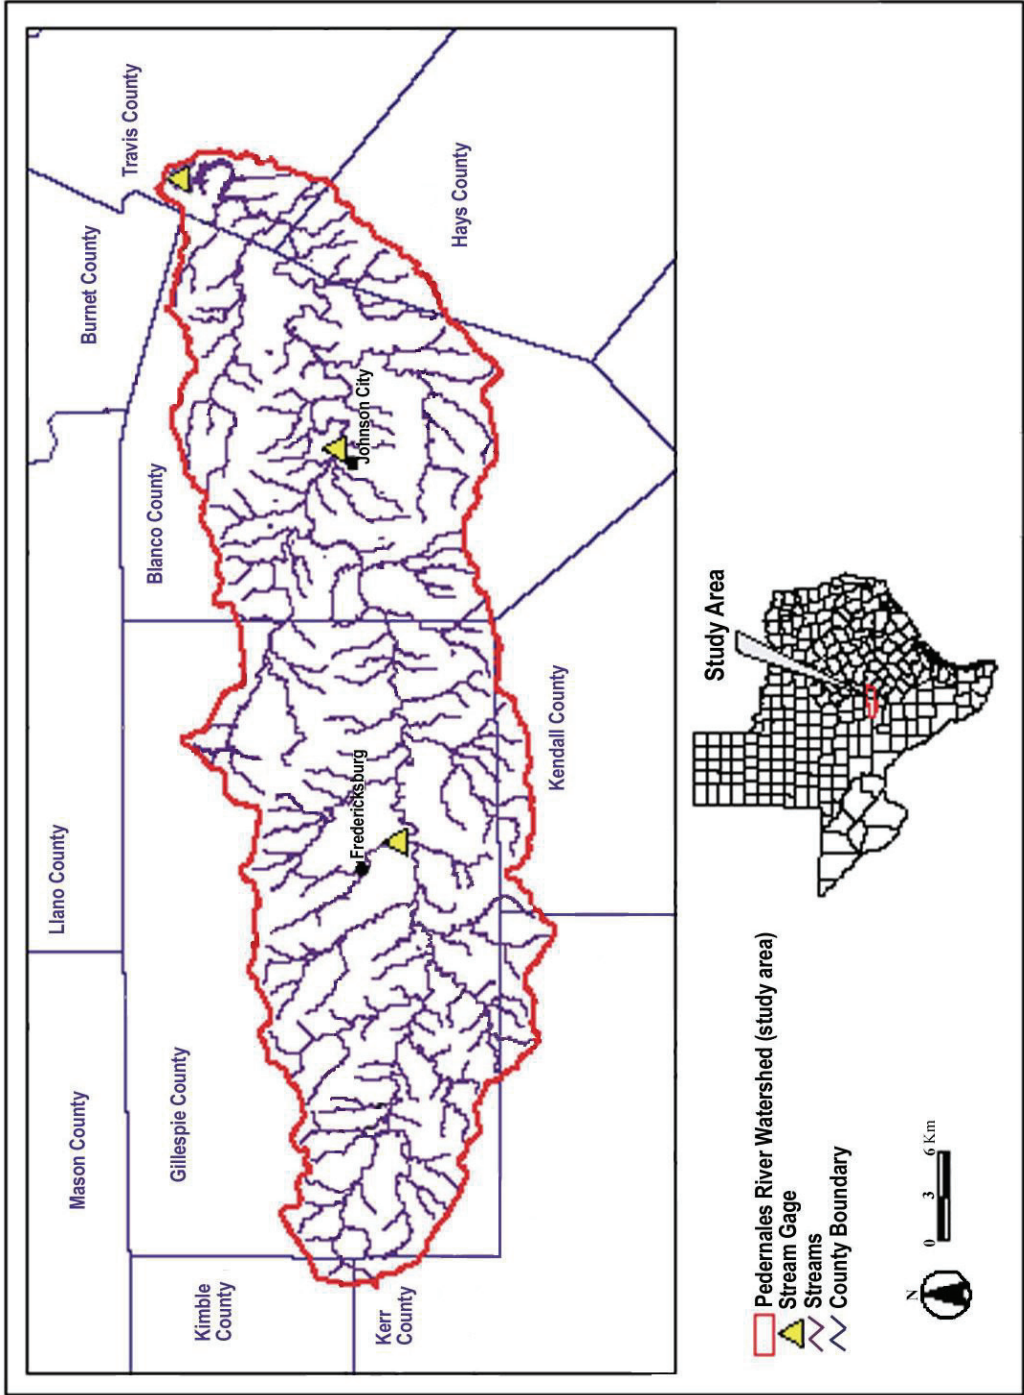 Travis County
Burnet County
Hays County
Blanco County
Johnson City
Llano County
Fredericksburg
Kendall County
Mason County
Gillespie County
Kimble
County
Kerr
County
Study Area
Pedernales River Watershed (study area)
Stream Gage
Streams
County Boundary
N
0 3 6 Km